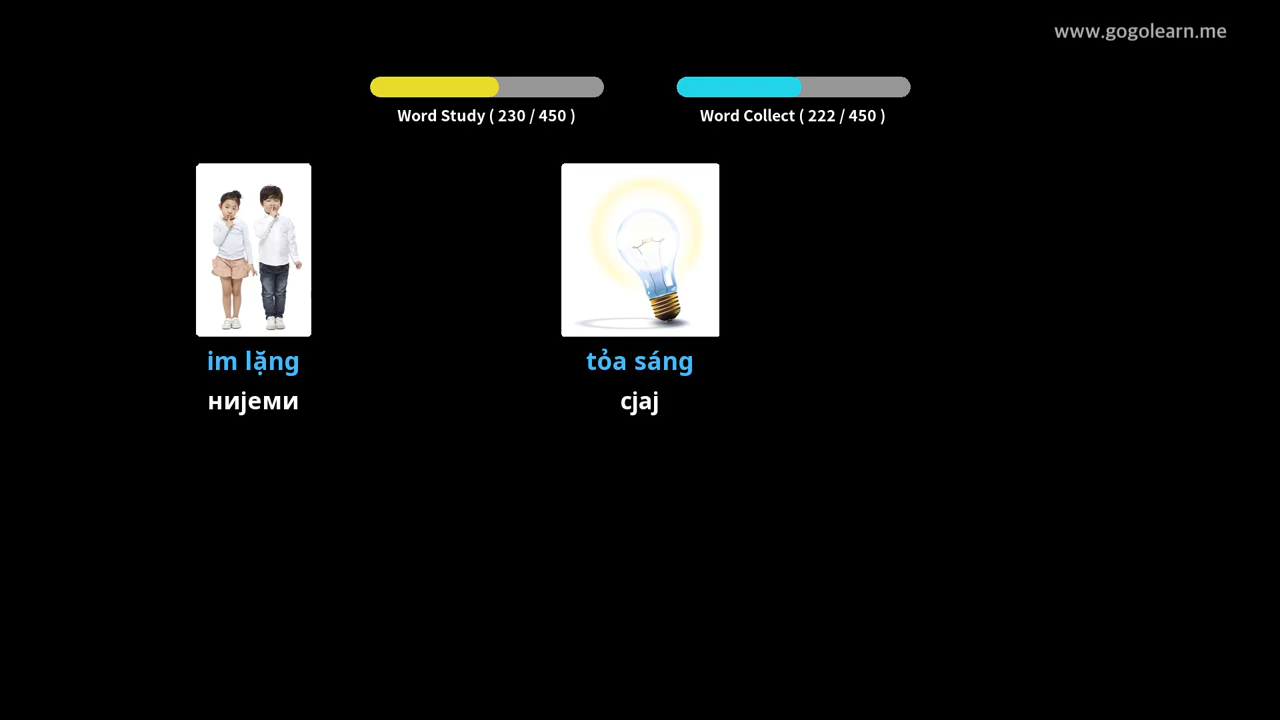 www.gogolearn.me
Word Study ( 230 / 450 )
Word Collect ( 222 / 450 )
im lặng
tỏa sáng
нијеми
сјај